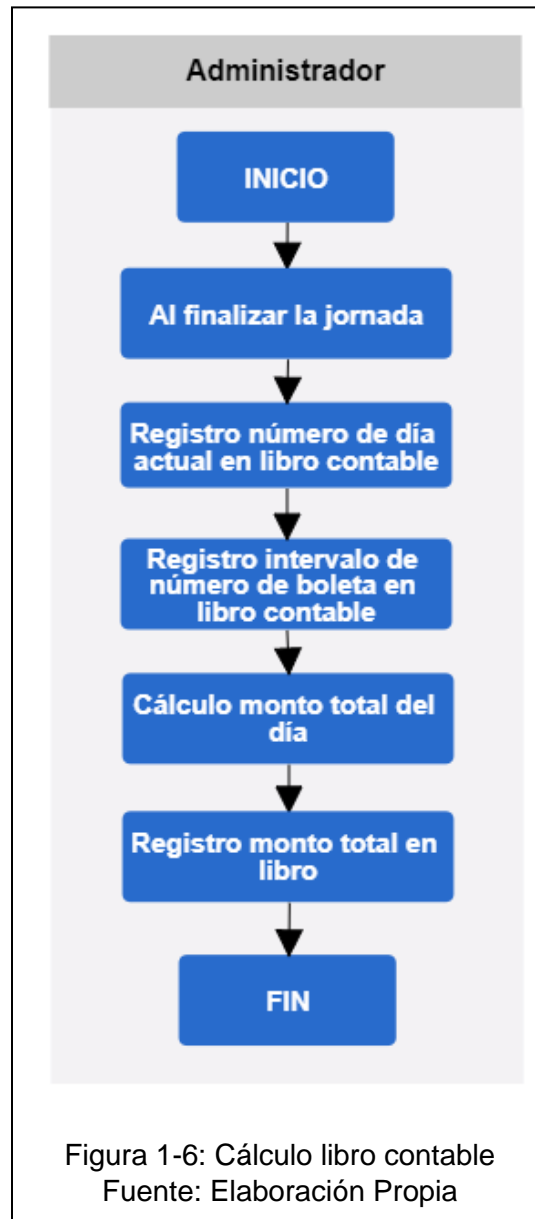 Administrador
INICIO
Al finalizar la jornada
Registro número de día
actual en libro contable
Registro intervalo de
número de boleta en
libro contable
Cálculo monto total del
día
Registro monto total en
libro
FIN
Figura 1-6: Cálculo libro contable
Fuente: Elaboración Propia